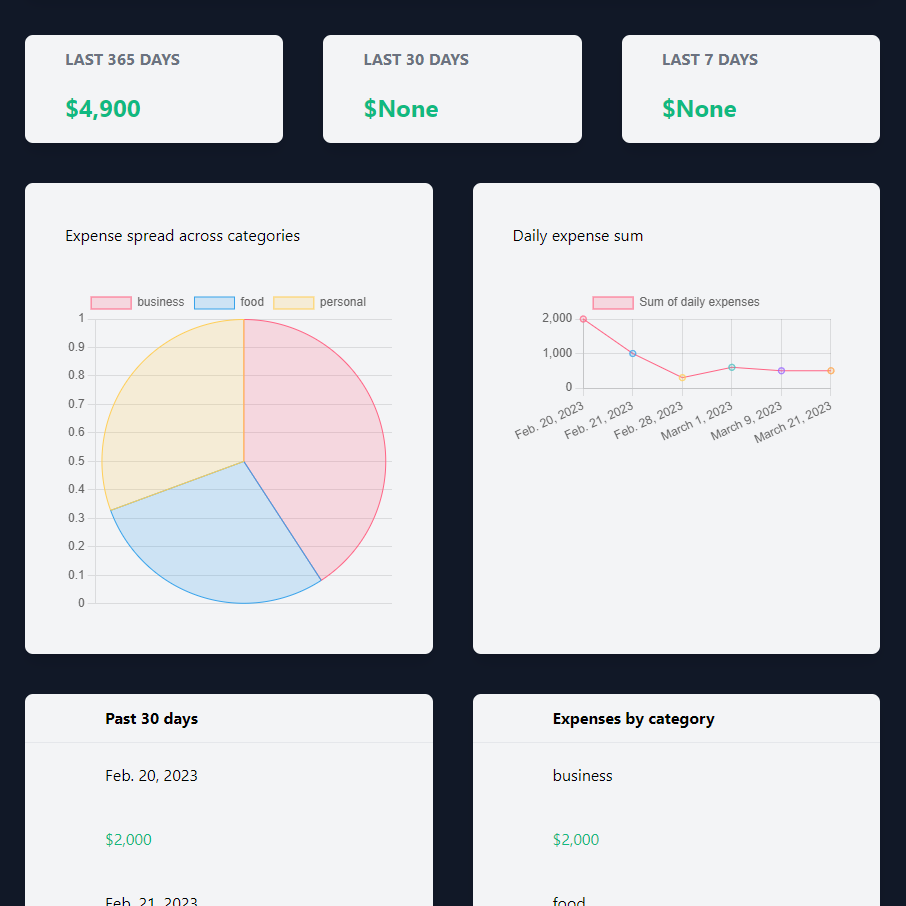 LAST 365 DAYS
$4,900
LAST 30 DAYS
$None
LAST 7 DAYS
$None
Expense spread across categories
business food personal
1
0.9
0.8
0.7
0.6
0.5
0.4
0.3
0.2
0.1
0
Daily expense sum
Sum of daily expenses
2,000
1,000
0
Feb. 20, 2023
Feb. 21, 2023
Feb. 28, 2023
March 1, 2023
March 9, 2023
March 21, 2023
Past 30 days
Feb. 20, 2023
$2,000
Feb. 21, 2023
Expenses by category
business
$2,000
food